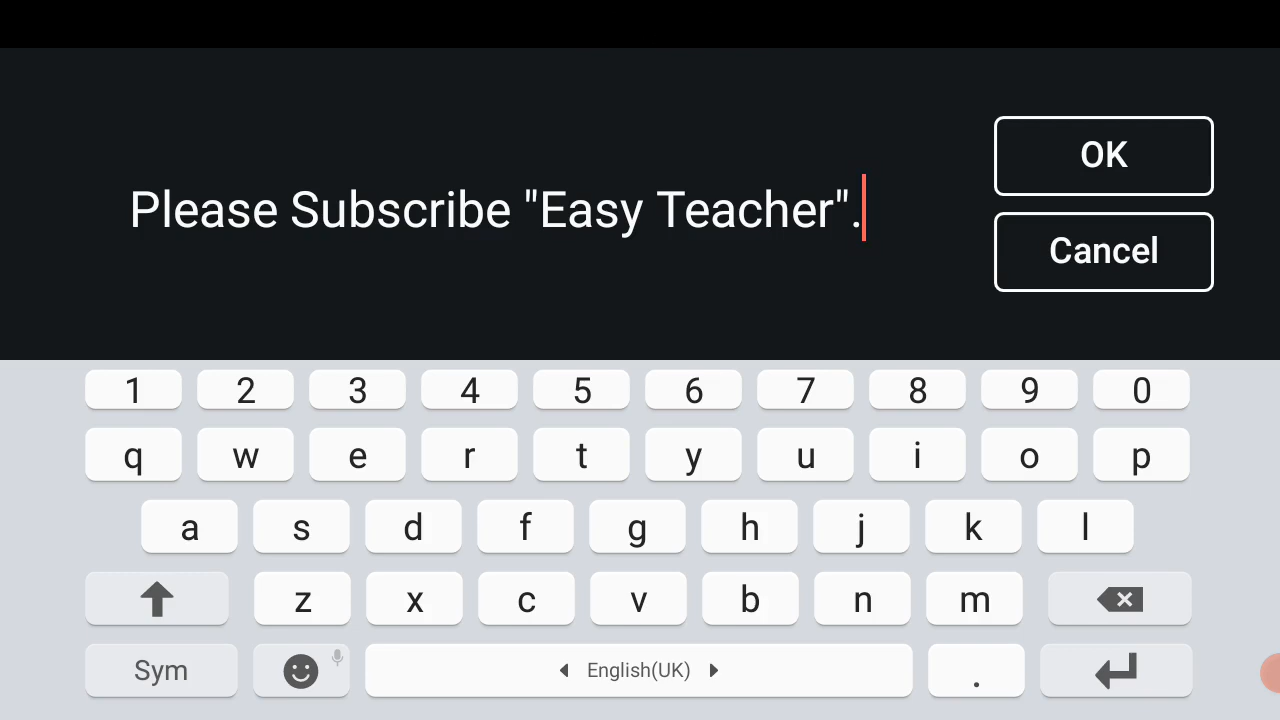 Please Subscribe "Easy Teacher".
OK
Cancel
1 2 3 4 5 6 7 8 9 0
q w e r t y u i o p
a s d f g h j k l
z x c v b n m
Sym English(UK) .